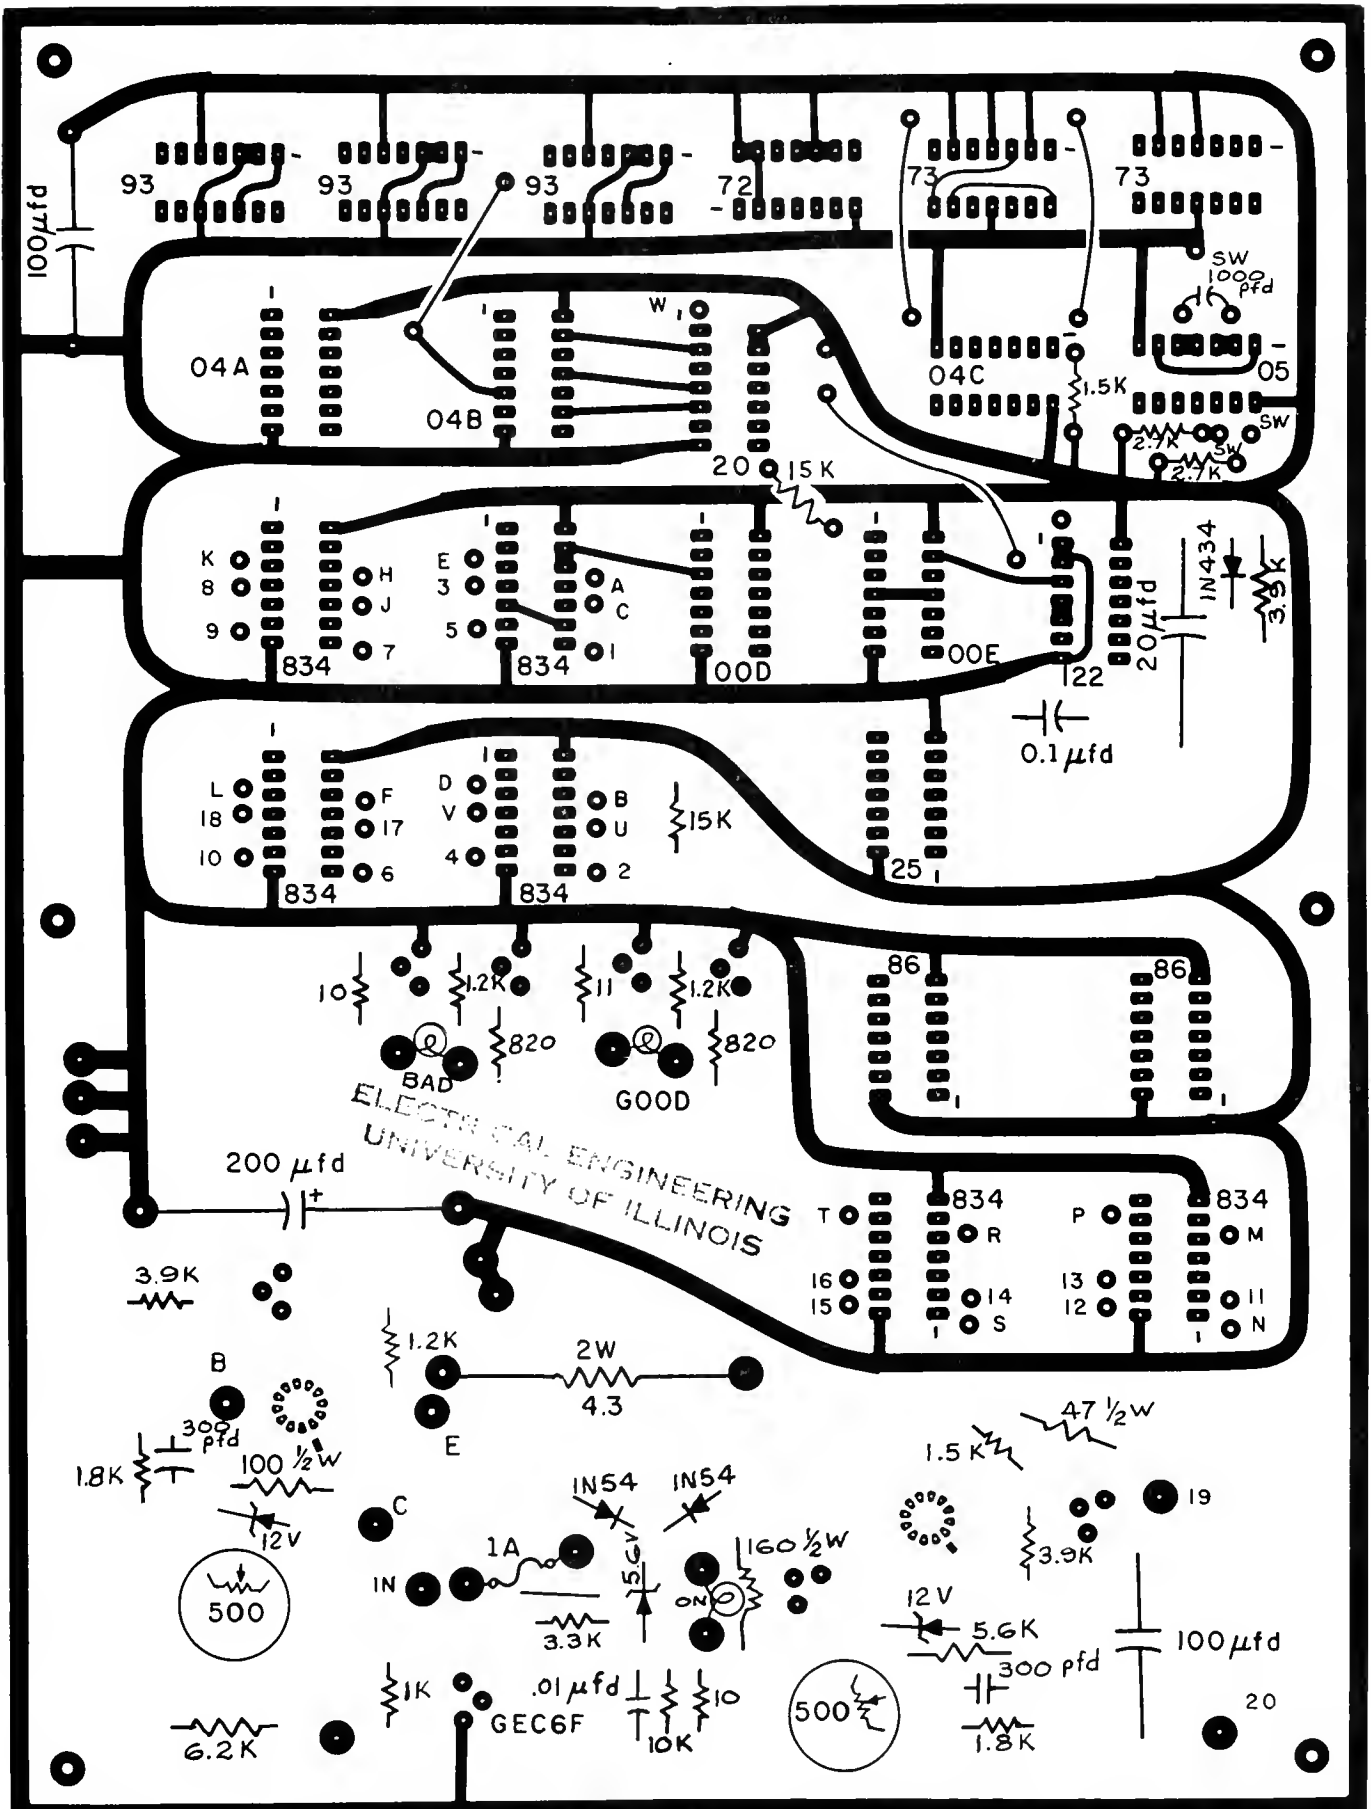 93
93
93
72
73
73
100μfd
SW
1000
pfd
04A
04B
W
04C
05
1.5K
SW
2.7K
SW
2.7K
20
15K
K
8
9
H
J
7
834
E
3
5
A
C
1
834
00D
00E
122
20μfd
1N434
3.3K
0.1μfd
L
18
10
F
17
6
834
D
V
4
B
U
2
834
15K
25
86
86
10
1.2K
11
1.2K
820
820
BAD
GOOD
ELECTRICAL ENGINEERING
UNIVERSITY OF ILLINOIS
200 μfd
+
T
16
15
834
R
14
S
P
13
12
834
M
11
N
3.9K
1.2K
2W
4.3
B
E
300
pfd
1.8K
100 1/2W
12V
C
500
1N54
1N54
47 1/2W
1.5K
19
3.9K
1A
IN
5.6V
ON
160 1/2W
3.3K
12V
5.6K
300 pfd
100μfd
1K
.01μfd
10
GEC6F
10K
500
1.8K
20
6.2K